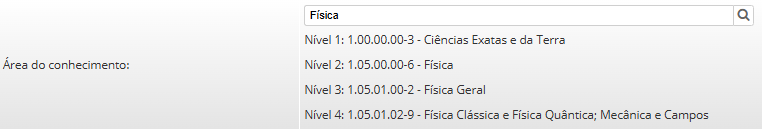 Física
Nível 1: 1.00.00.00-3 - Ciências Exatas e da Terra
Área do conhecimento:
Nível 2: 1.05.00.00-6 - Física
Nível 3: 1.05.01.00-2 - Física Geral
Nível 4: 1.05.01.02-9 - Física Clássica e Física Quântica; Mecânica e Campos